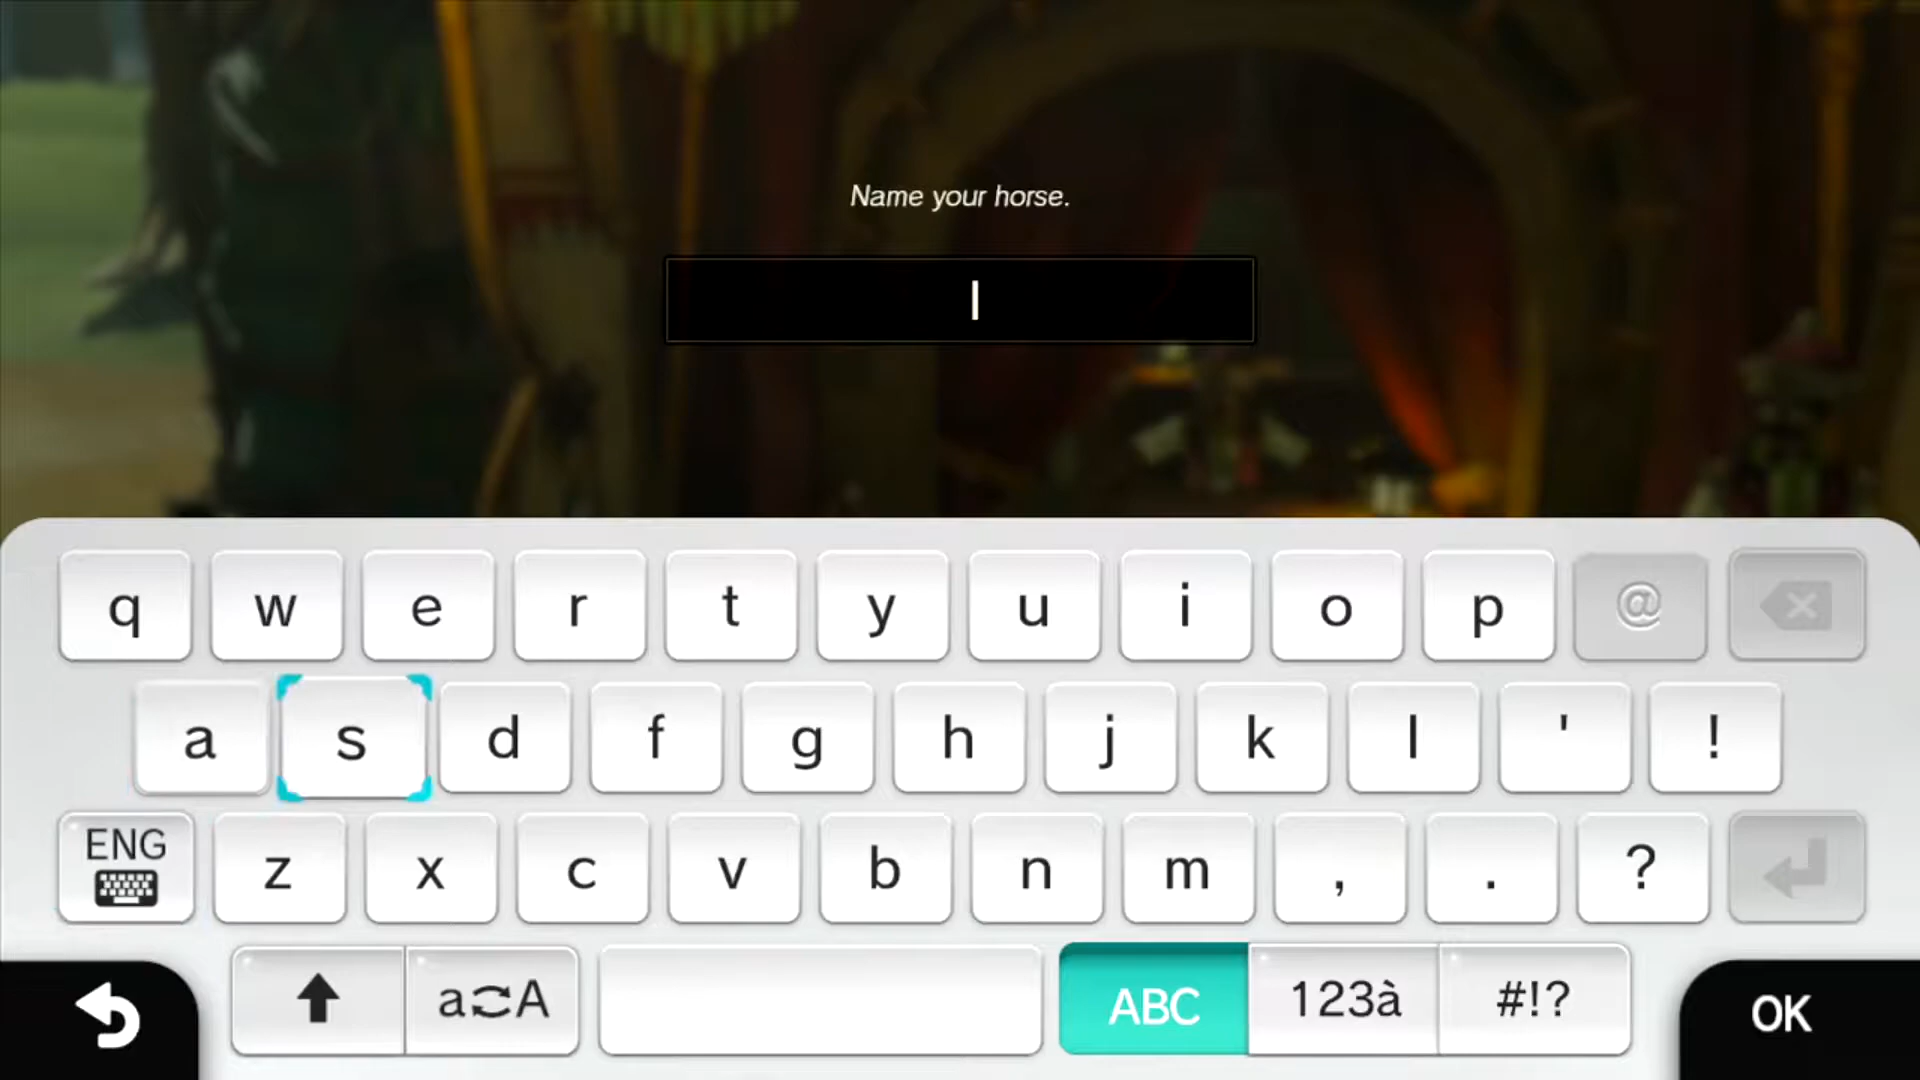 Name your horse.
q w e r t y u i o p @
a s d f g h j k l ' !
ENG z x c v b n m , . ?
a A ABC 123à #!? OK